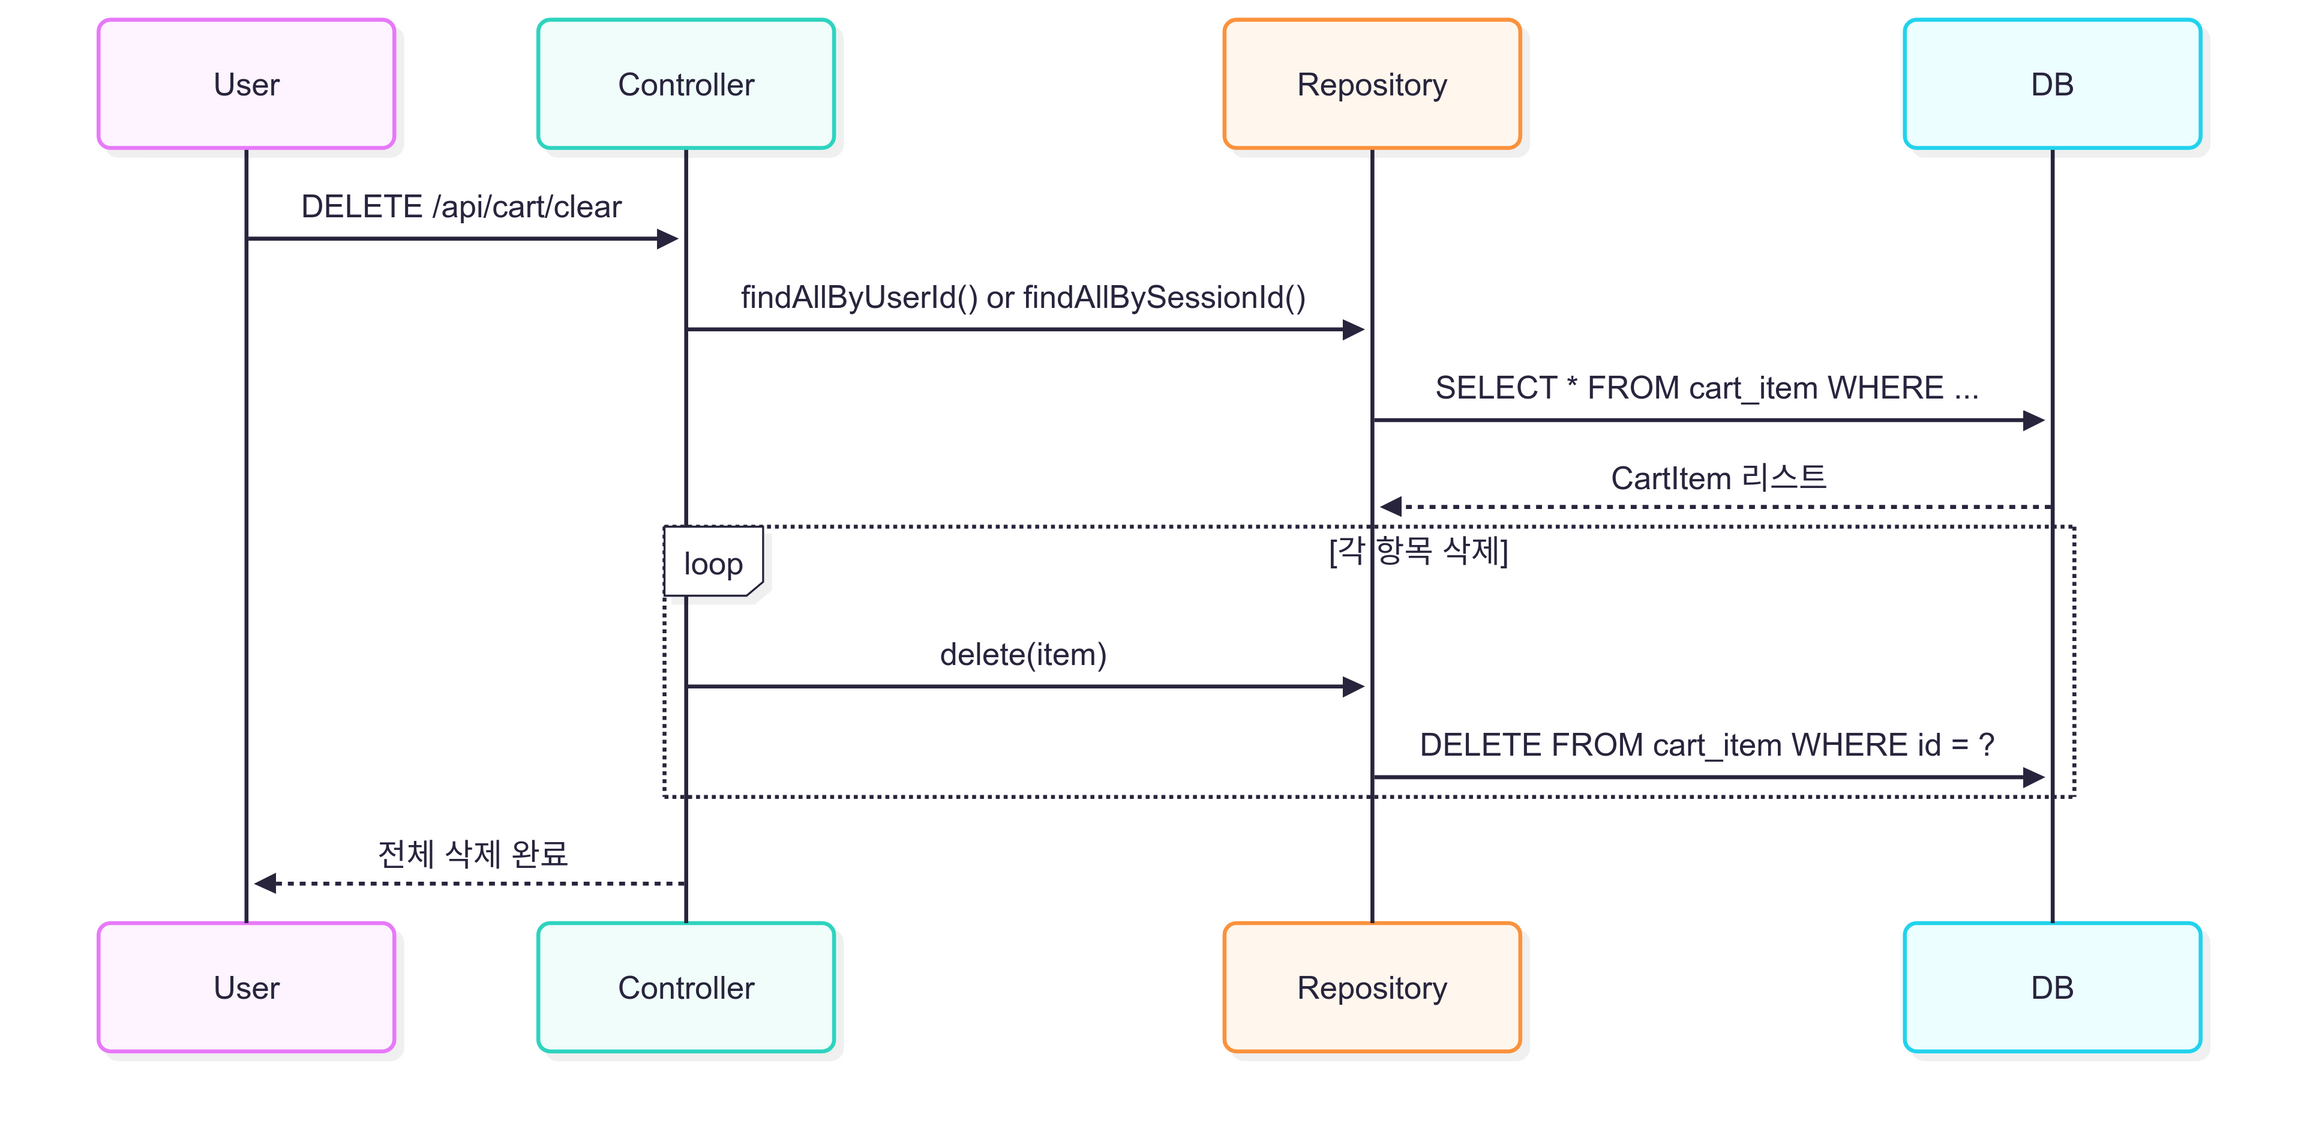 User
Controller
Repository
DB
DELETE /api/cart/clear
findAllByUserId() or findAllBySessionId()
SELECT * FROM cart_item WHERE ...
CartItem 리스트
loop
[각 항목 삭제]
delete(item)
DELETE FROM cart_item WHERE id = ?
전체 삭제 완료
User
Controller
Repository
DB